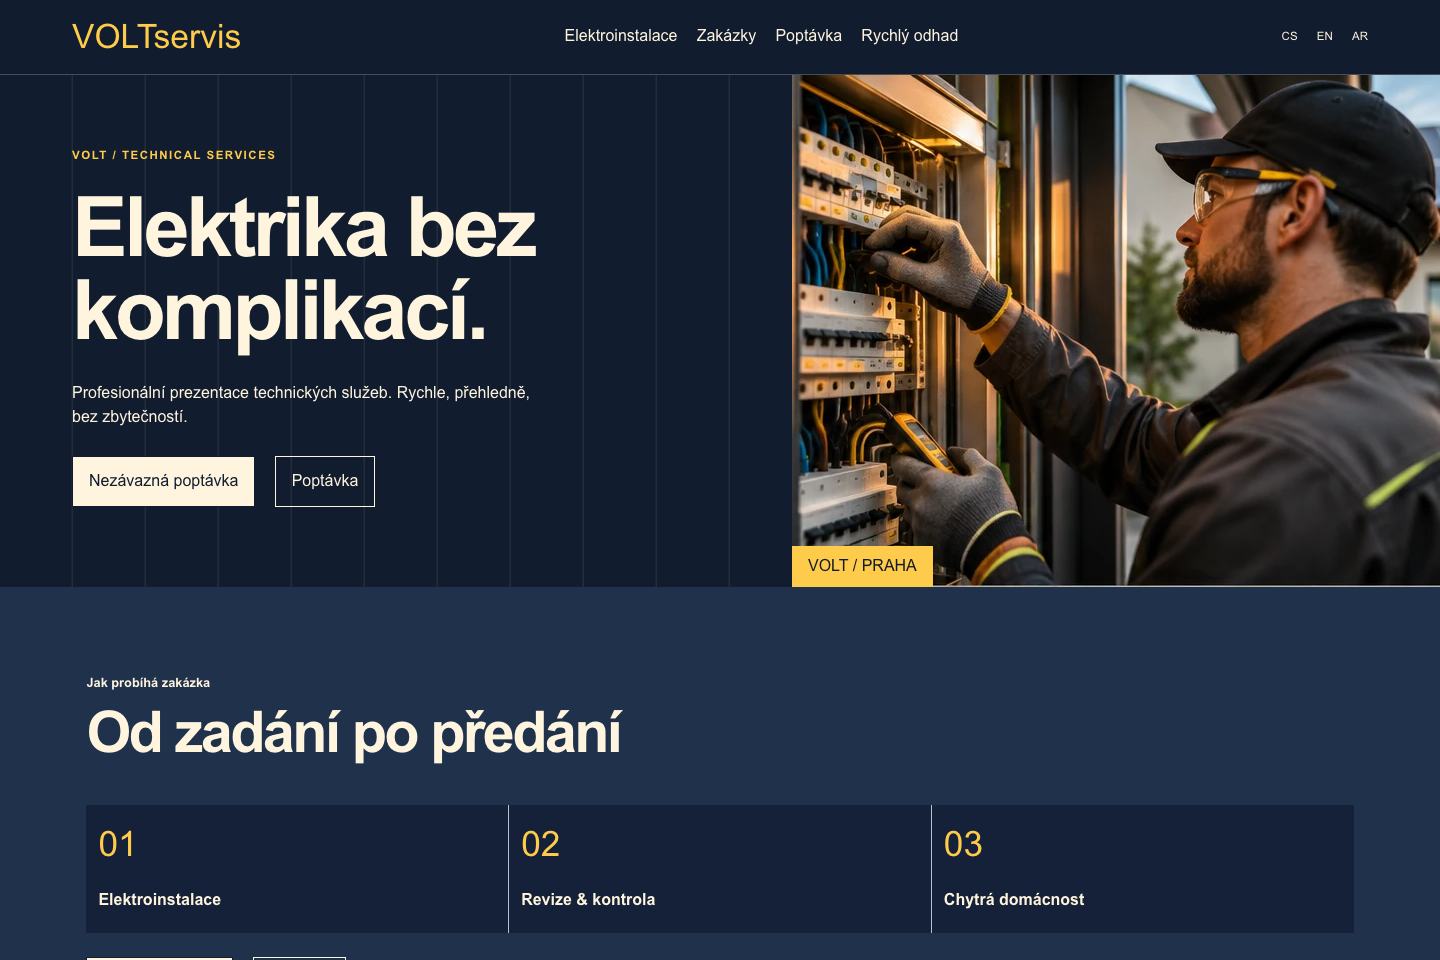 VOLTservis
Elektroinstalace Zakázky Poptávka Rychlý odhad
CS EN AR
VOLT / TECHNICAL SERVICES
Elektrika bez
komplikací.
Profesionální prezentace technických služeb. Rychle, přehledně,
bez zbytečností.
Nezávazná poptávka
Poptávka
VOLT / PRAHA
Jak probíhá zakázka
Od zadání po předání
01
Elektroinstalace
02
Revize & kontrola
03
Chytrá domácnost